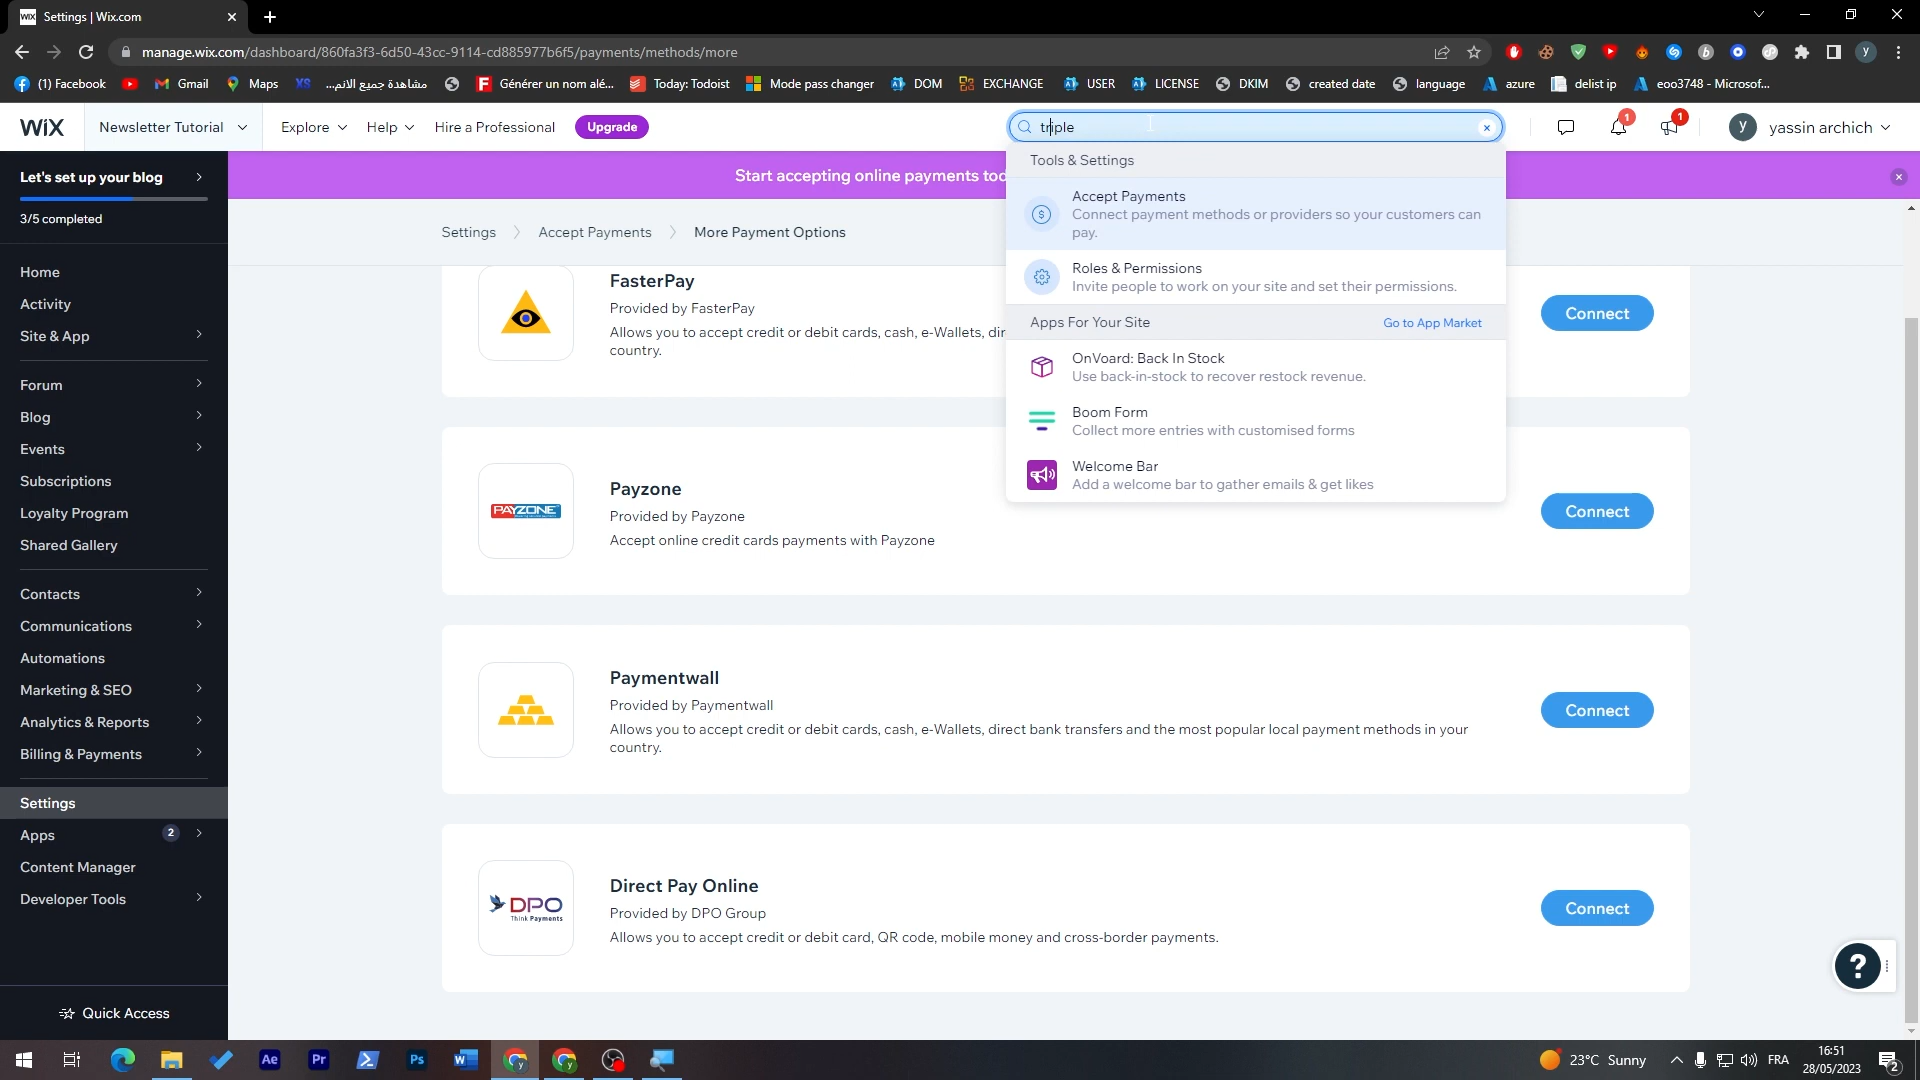 Settings | Wix.com
manage.wix.com/dashboard/860fa3f3-6d50-43cc-9114-cd885977b6f5/payments/methods/more
(1) Facebook
Gmail
Maps
XS
مشاهدة جميع الانم...
Générer un nom alé...
Today: Todoist
Mode pass changer
DOM
EXCHANGE
USER
LICENSE
DKIM
created date
language
azure
delist ip
eoo3748 - Microsof...
WiX
Newsletter Tutorial
Explore
Help
Hire a Professional
Upgrade
triple
1
1
y
yassin archich
Let's set up your blog
3/5 completed
Start accepting online payments tod
Settings
Accept Payments
More Payment Options
Tools & Settings
Accept Payments
Connect payment methods or providers so your customers can
pay.
Roles & Permissions
Invite people to work on your site and set their permissions.
Apps For Your Site
Go to App Market
OnVoard: Back In Stock
Use back-in-stock to recover restock revenue.
Boom Form
Collect more entries with customised forms
Welcome Bar
Add a welcome bar to gather emails & get likes
Home
Activity
Site & App
Forum
Blog
Events
Subscriptions
Loyalty Program
Shared Gallery
Contacts
Communications
Automations
Marketing & SEO
Analytics & Reports
Billing & Payments
Settings
Apps
2
Content Manager
Developer Tools
Quick Access
FasterPay
Provided by FasterPay
Allows you to accept credit or debit cards, cash, e-Wallets, dir
country.
Connect
PAYZONE
Payzone
Provided by Payzone
Accept online credit cards payments with Payzone
Connect
Paymentwall
Provided by Paymentwall
Allows you to accept credit or debit cards, cash, e-Wallets, direct bank transfers and the most popular local payment methods in your
country.
Connect
DPO
Think Payments
Direct Pay Online
Provided by DPO Group
Allows you to accept credit or debit card, QR code, mobile money and cross-border payments.
Connect
?
Ae
Pr
Ps
23°C Sunny
FRA
16:51
28/05/2023
2